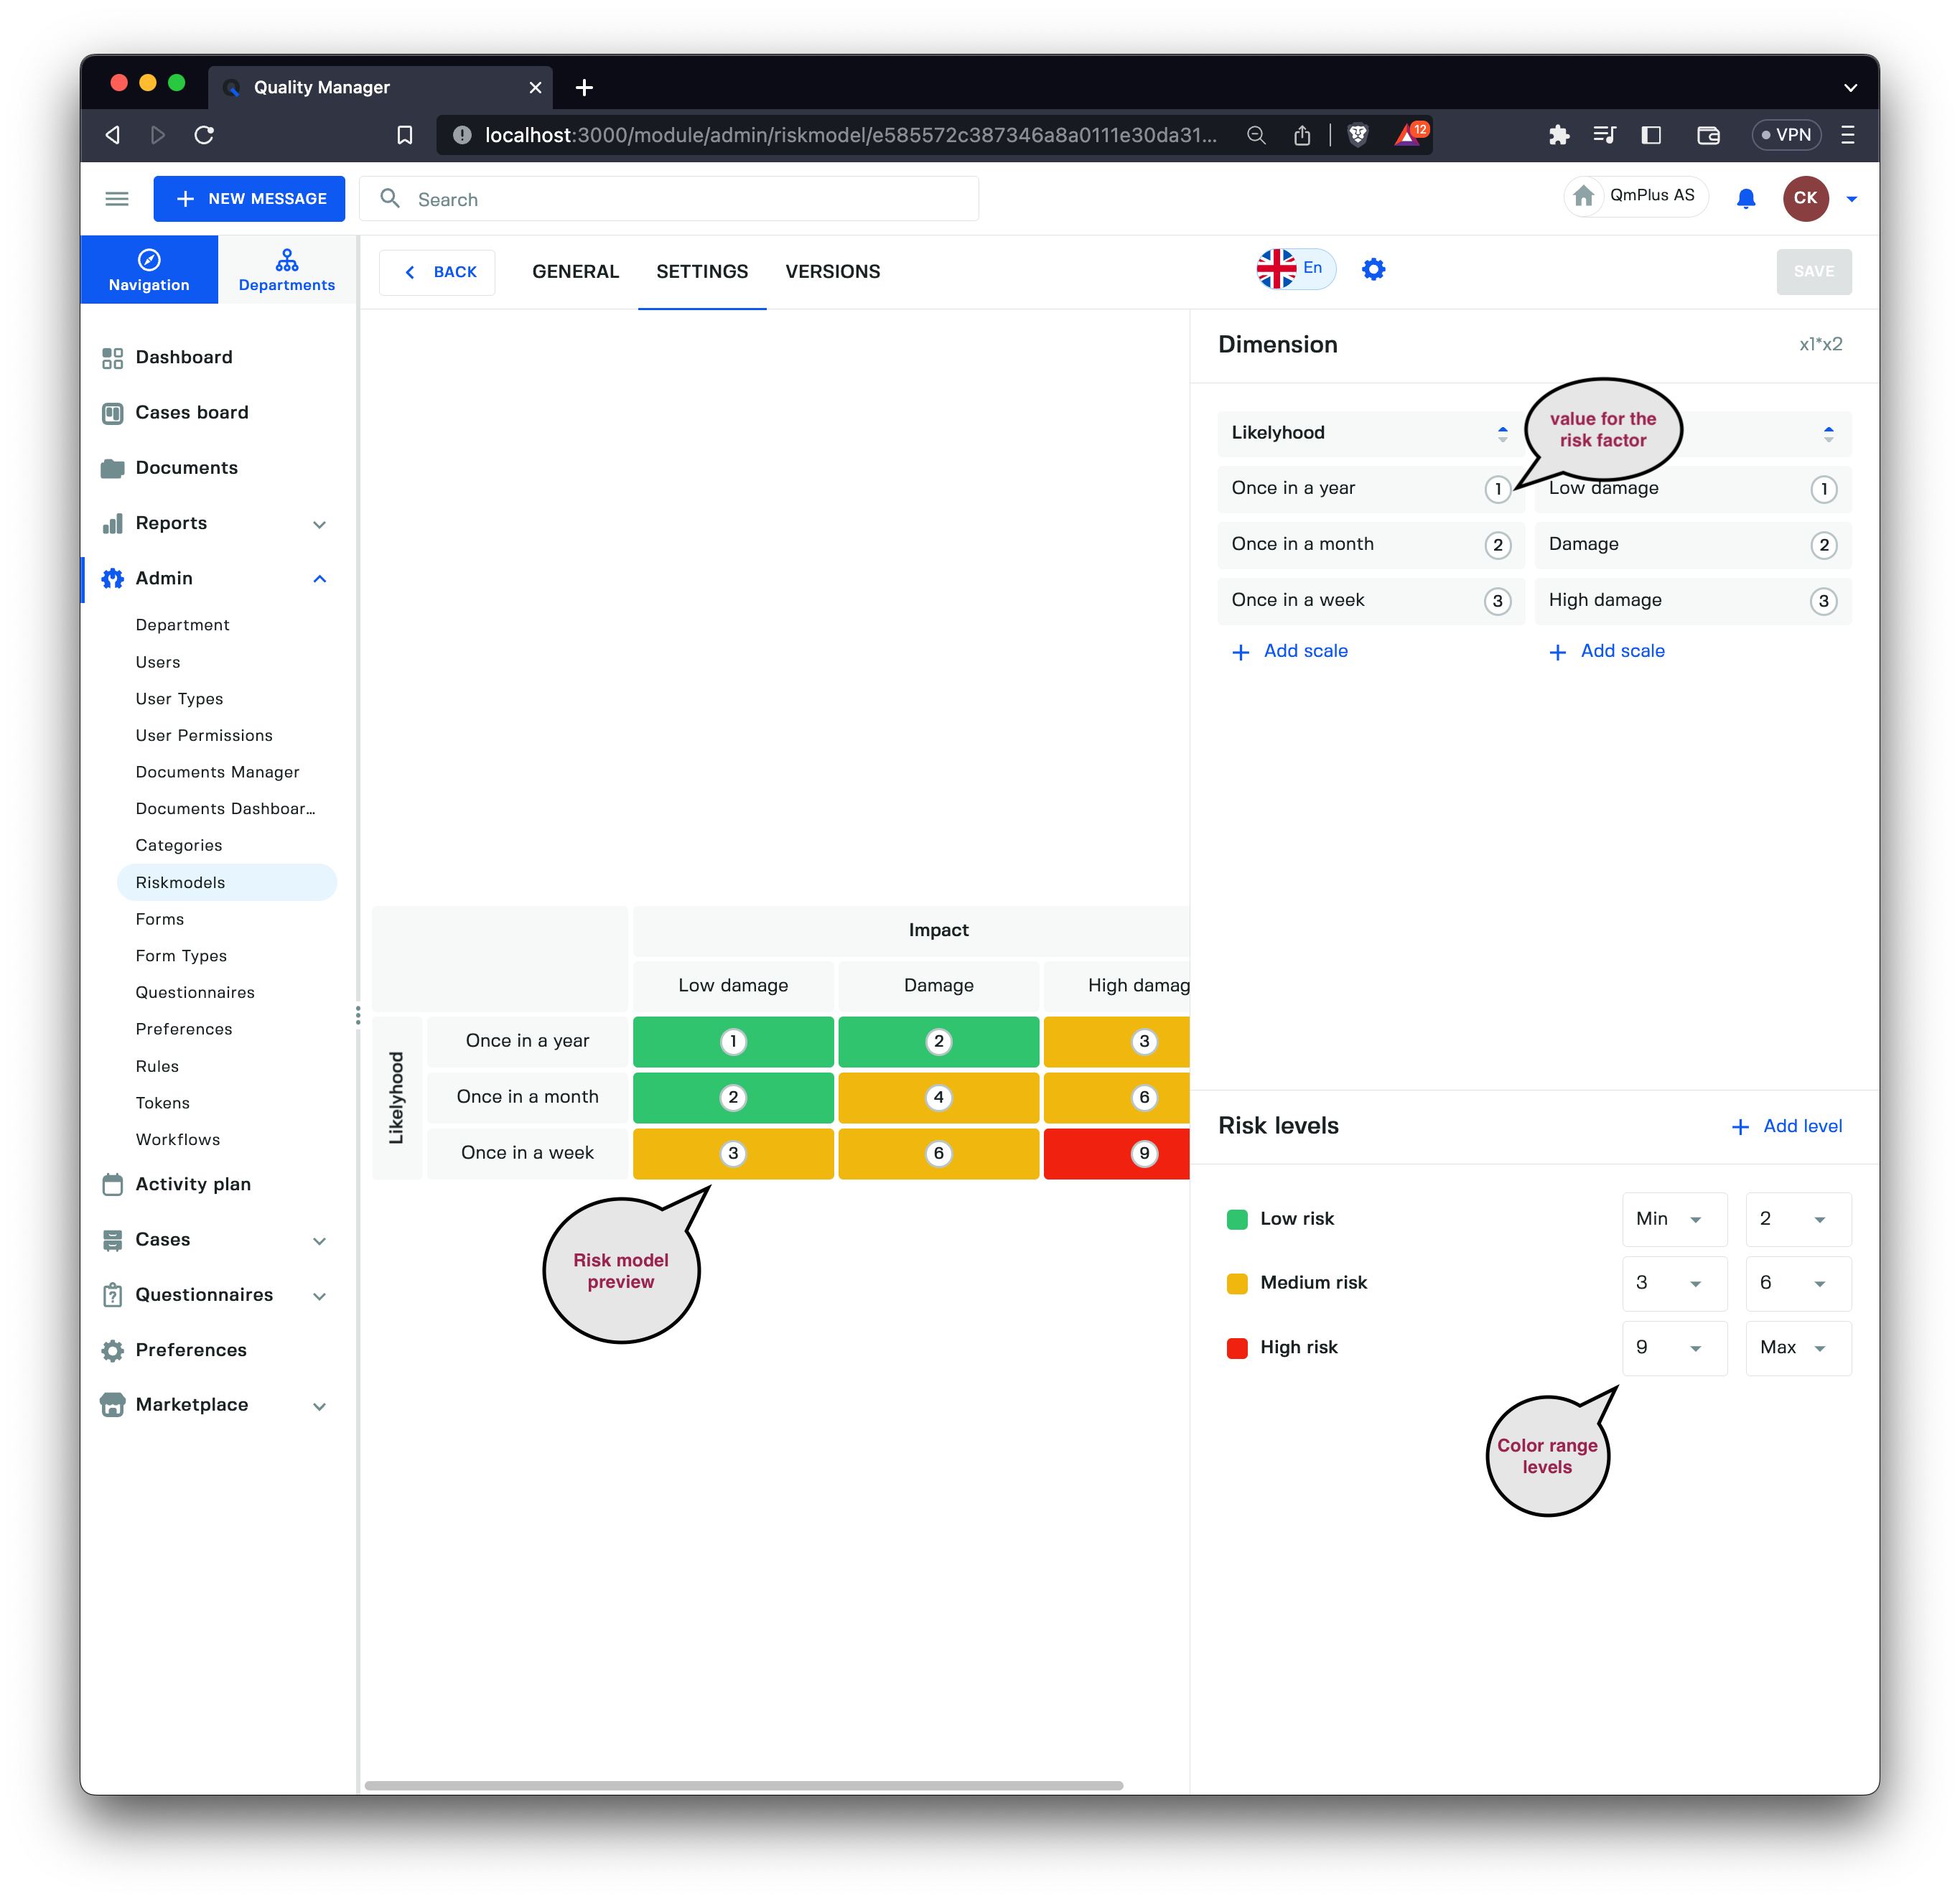 Quality Manager
localhost:3000/module/admin/riskmodel/e585572c387346a8a0111e30da31...
12
VPN
NEW MESSAGE
Search
QmPlus AS
CK
Navigation
Departments
BACK
GENERAL
SETTINGS
VERSIONS
En
SAVE
Dashboard
Cases board
Documents
Reports
Admin
Department
Users
User Types
User Permissions
Documents Manager
Documents Dashboar...
Categories
Riskmodels
Forms
Form Types
Questionnaires
Preferences
Rules
Tokens
Workflows
Activity plan
Cases
Questionnaires
Preferences
Marketplace
Impact
Low damage
Damage
High damag
Likelyhood
Once in a year
1
2
3
Once in a month
2
4
6
Once in a week
3
6
9
Risk model
preview
Dimension
x1*x2
Likelyhood
value for the
risk factor
Once in a year
1
Low damage
1
Once in a month
2
Damage
2
Once in a week
3
High damage
3
Add scale
Add scale
Risk levels
Add level
Low risk
Min
2
Medium risk
3
6
High risk
9
Max
Color range
levels